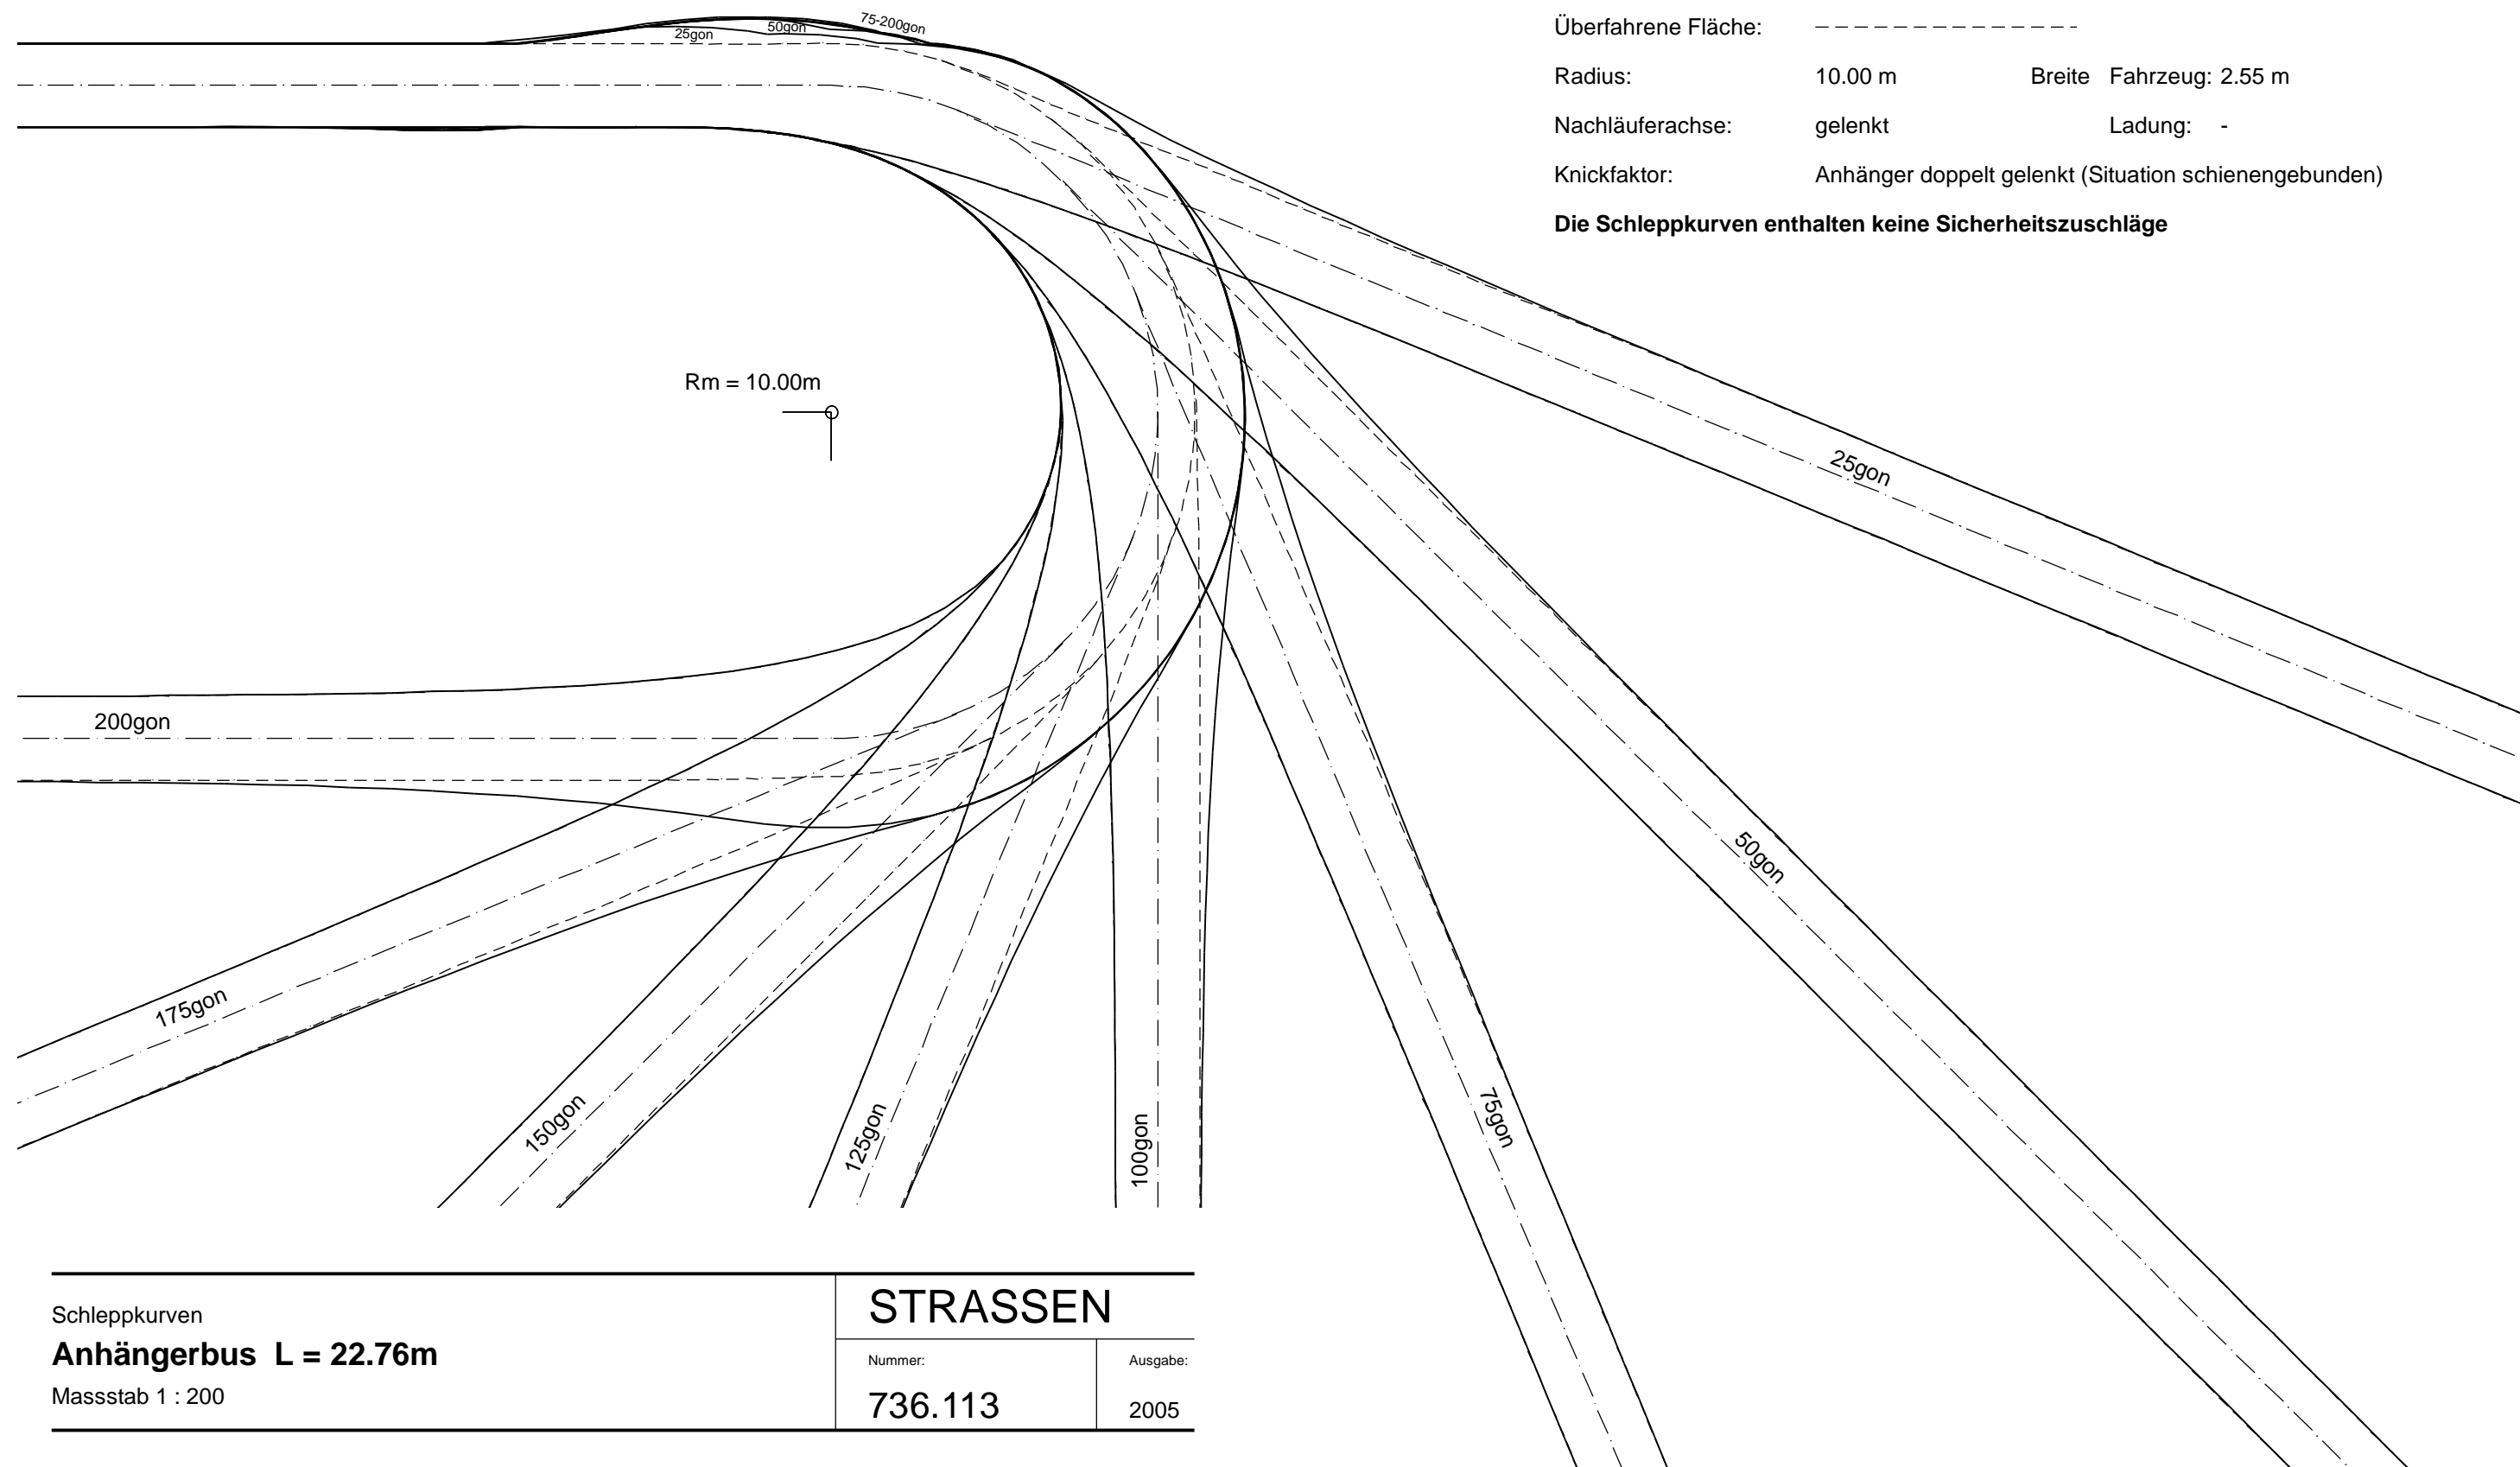 25gon
50gon
75-200gon
Überfahrene Fläche:
Radius: 10.00 m Breite Fahrzeug: 2.55 m
Nachläuferachse: gelenkt Ladung: -
Knickfaktor: Anhänger doppelt gelenkt (Situation schienengebunden)
Die Schleppkurven enthalten keine Sicherheitszuschläge
Rm = 10.00m
25gon
200gon
50gon
175gon
150gon
125gon
100gon
75gon
Schleppkurven
Anhängerbus L = 22.76m
Massstab 1 : 200
STRASSEN
Nummer:
736.113
Ausgabe:
2005